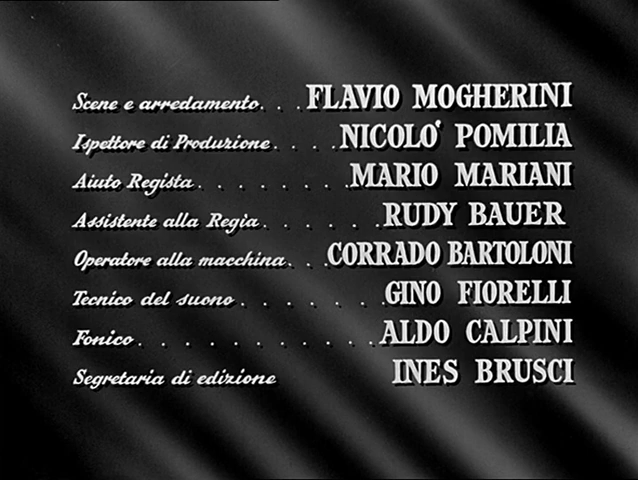 Scene e arredamento. . . FLAVIO MOGHERINI
Ispettore di Produzione. . . . NICOLO' POMILIA
Aiuto Regista. . . . . . . . MARIO MARIANI
Assistente alla Regìa. . . . . . RUDY BAUER
Operatore alla macchina. . . CORRADO BARTOLONI
Tecnico del suono . . . . . . . GINO FIORELLI
Fonico. . . . . . . . . . . . ALDO CALPINI
Segretaria di edizione INES BRUSCI